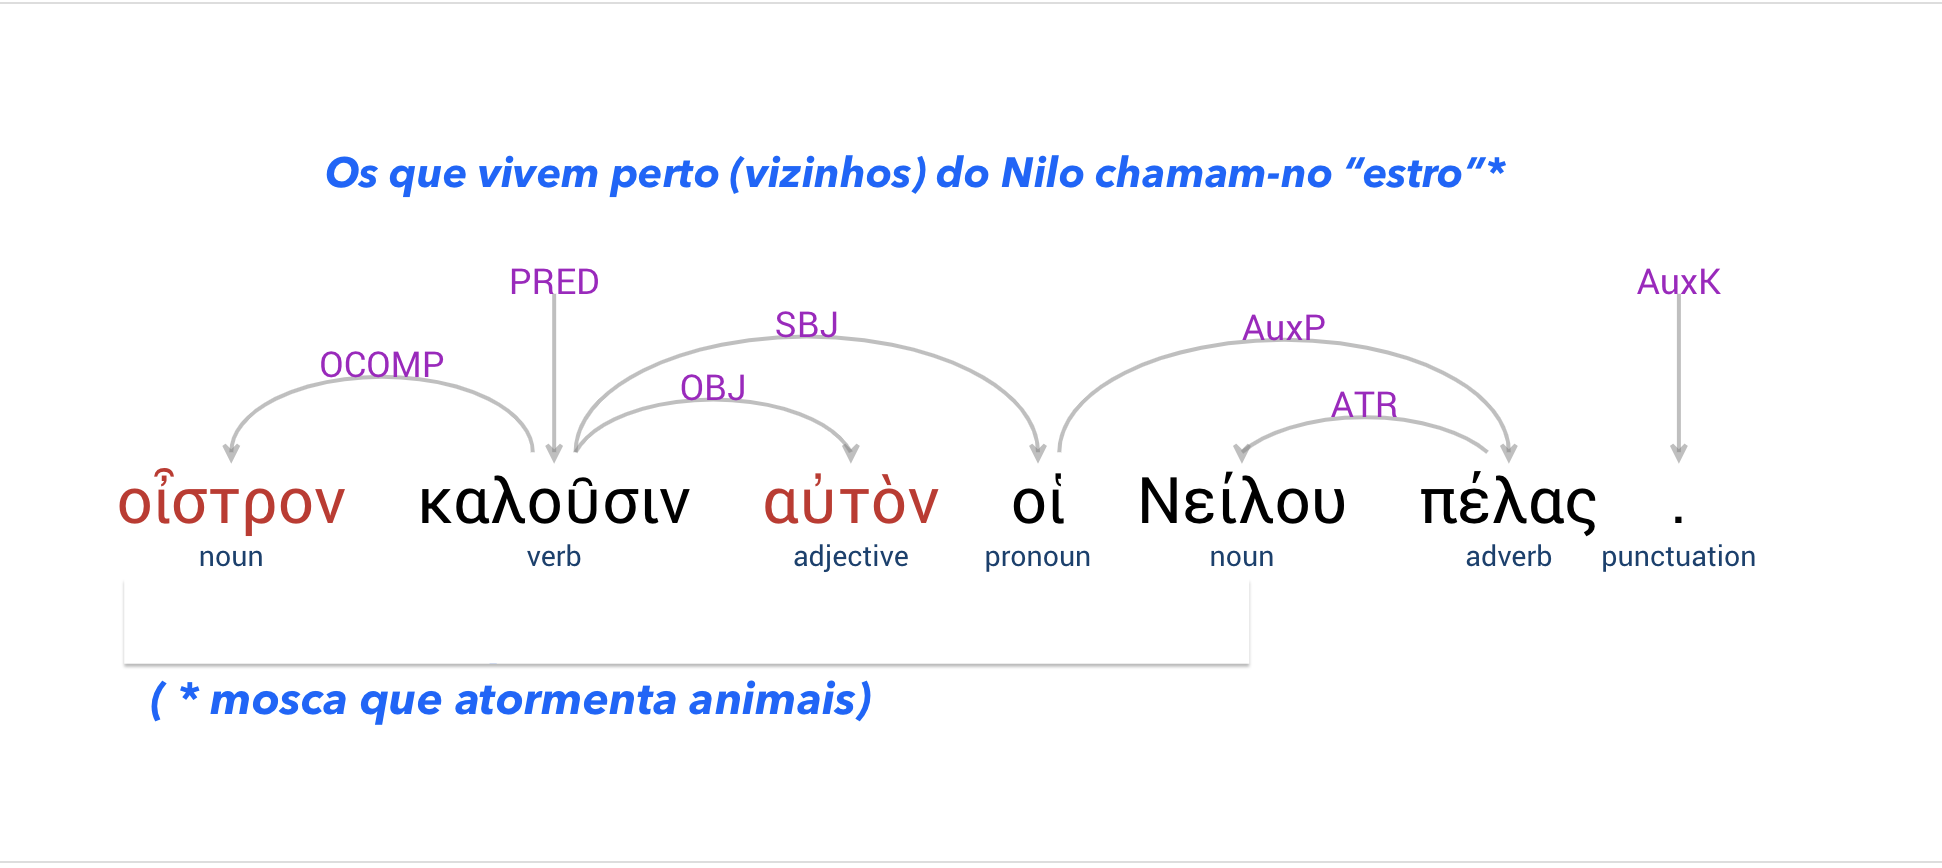 Os que vivem perto (vizinhos) do Nilo chamam-no “estro”*
PRED AuxK
SBJ AuxP
OCOMP OBJ ATR
οἶστρον καλοῦσιν αὐτὸν οἱ Νείλου πέλας .
noun verb adjective pronoun noun adverb punctuation
( * mosca que atormenta animais)